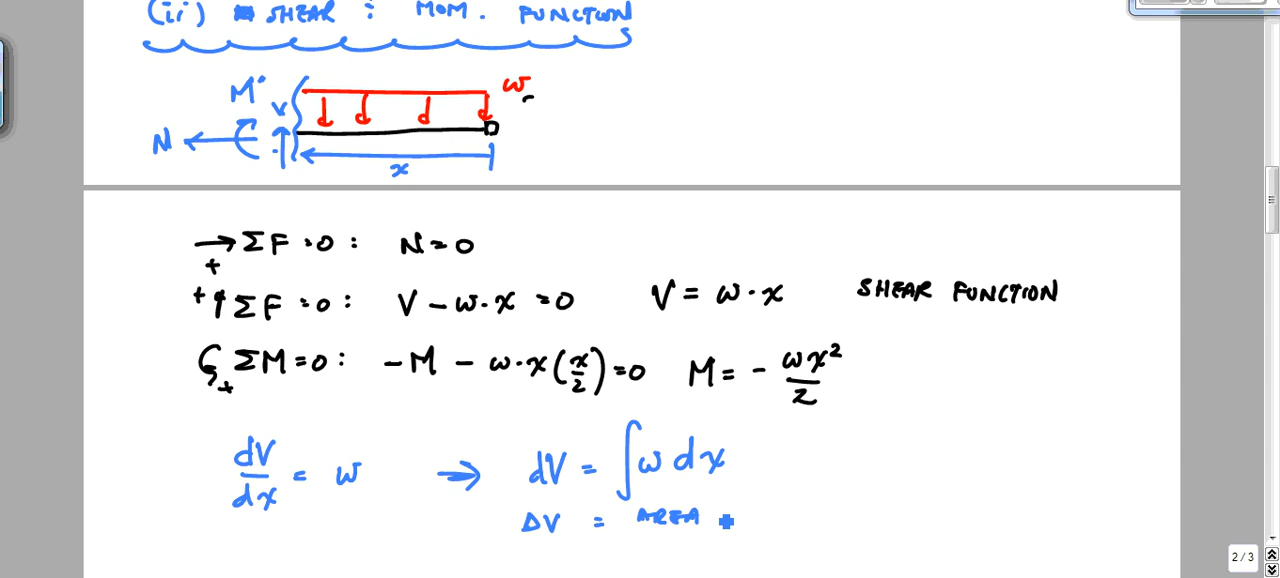 (ii) SHEAR : MOM. FUNCTION
ω
M
V
N
x
→+ ΣF = 0 : N = 0
+↑ ΣF = 0 : V - ω·x = 0 V = ω·x SHEAR FUNCTION
↺+ ΣM = 0 : -M - ω·x(x/2) = 0 M = - ωx²/2
dV/dx = ω → dV = ∫ω dx
ΔV = AREA
2 / 3